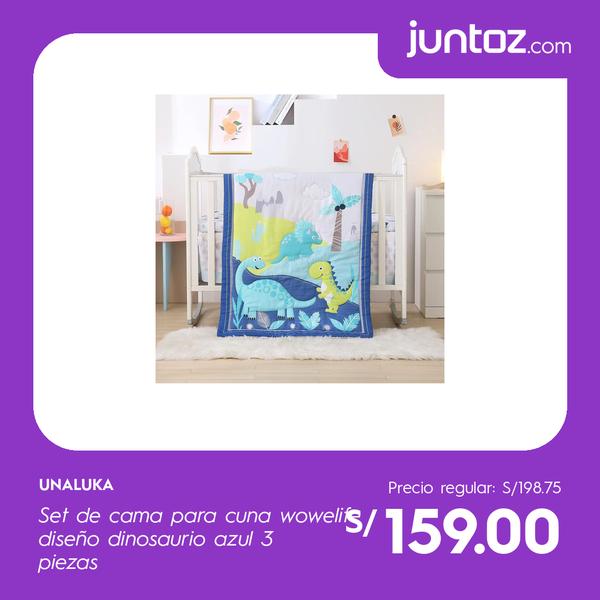 juntoz.com
UNALUKA
Set de cama para cuna wowelife
diseño dinosaurio azul 3
piezas
Precio regular: S/198.75
S/159.00